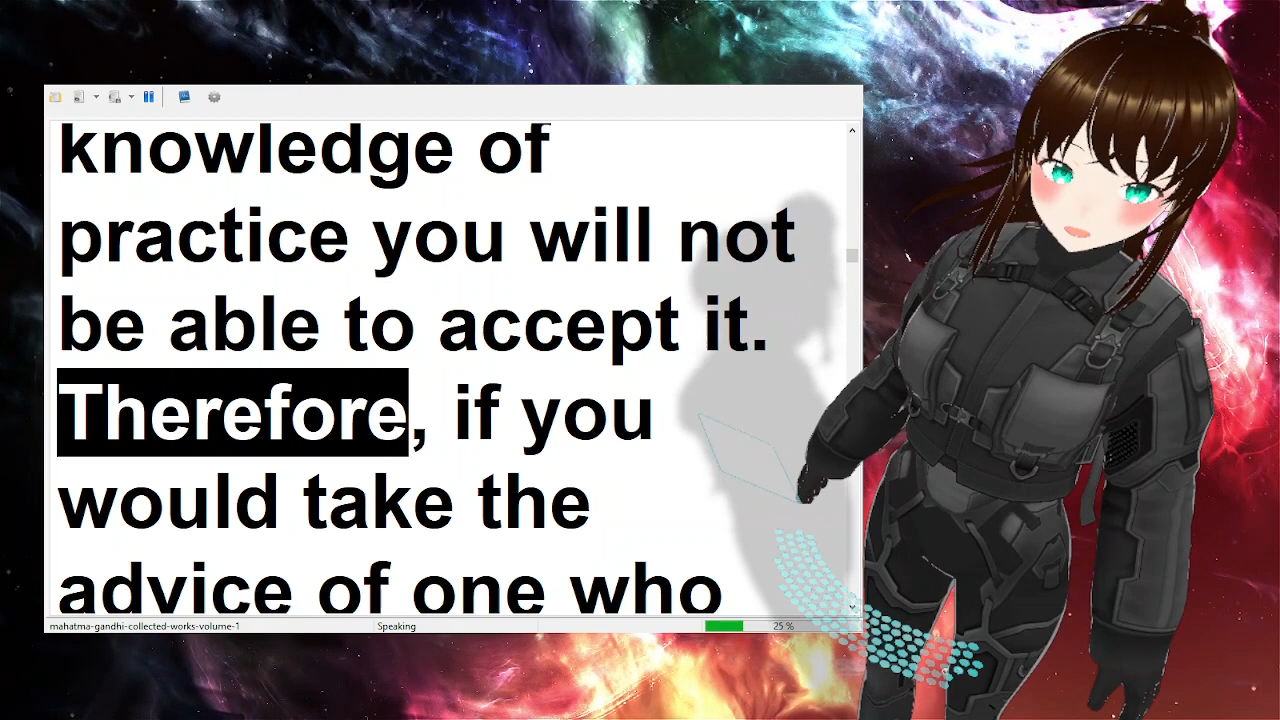 knowledge of
practice you will not
be able to accept it.
Therefore, if you
would take the
advice of one who
mahatma-gandhi-collected-works-volume-1 Speaking 25 %